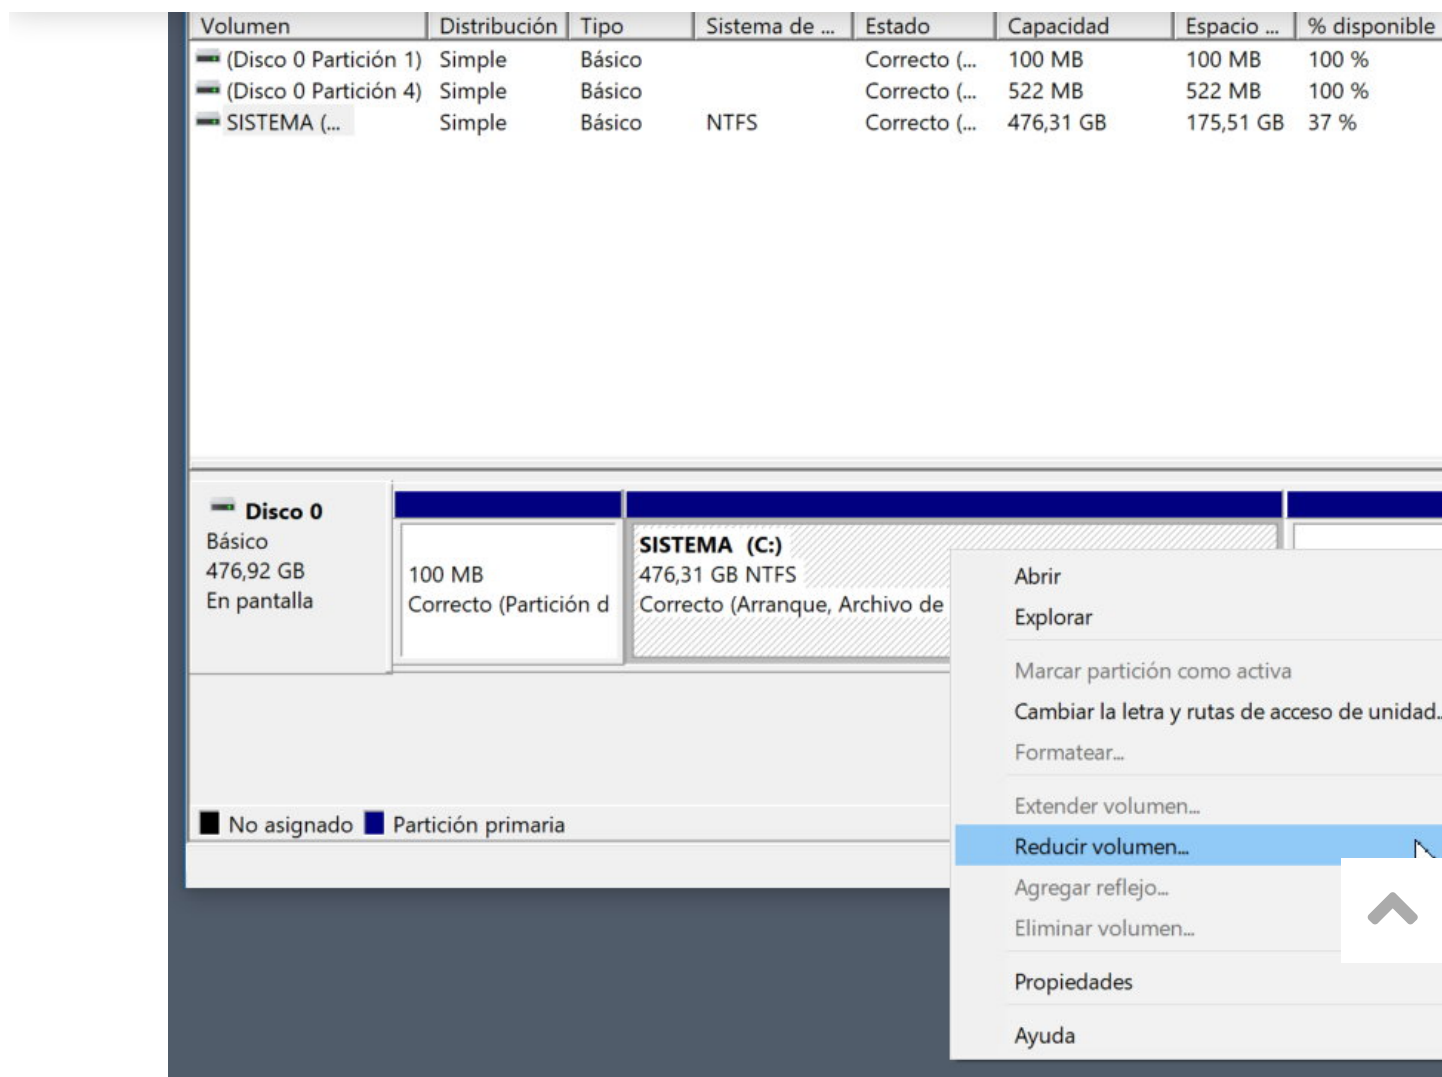 Volumen Distribución Tipo Sistema de ... Estado Capacidad Espacio ... % disponible
(Disco 0 Partición 1) Simple Básico Correcto (... 100 MB 100 MB 100 %
(Disco 0 Partición 4) Simple Básico Correcto (... 522 MB 522 MB 100 %
SISTEMA (... Simple Básico NTFS Correcto (... 476,31 GB 175,51 GB 37 %
Disco 0
Básico
476,92 GB
En pantalla
100 MB
Correcto (Partición d
SISTEMA (C:)
476,31 GB NTFS
Correcto (Arranque, Archivo de
Abrir
Explorar
Marcar partición como activa
Cambiar la letra y rutas de acceso de unidad..
Formatear...
Extender volumen...
Reducir volumen...
Agregar reflejo...
Eliminar volumen...
Propiedades
Ayuda
No asignado Partición primaria